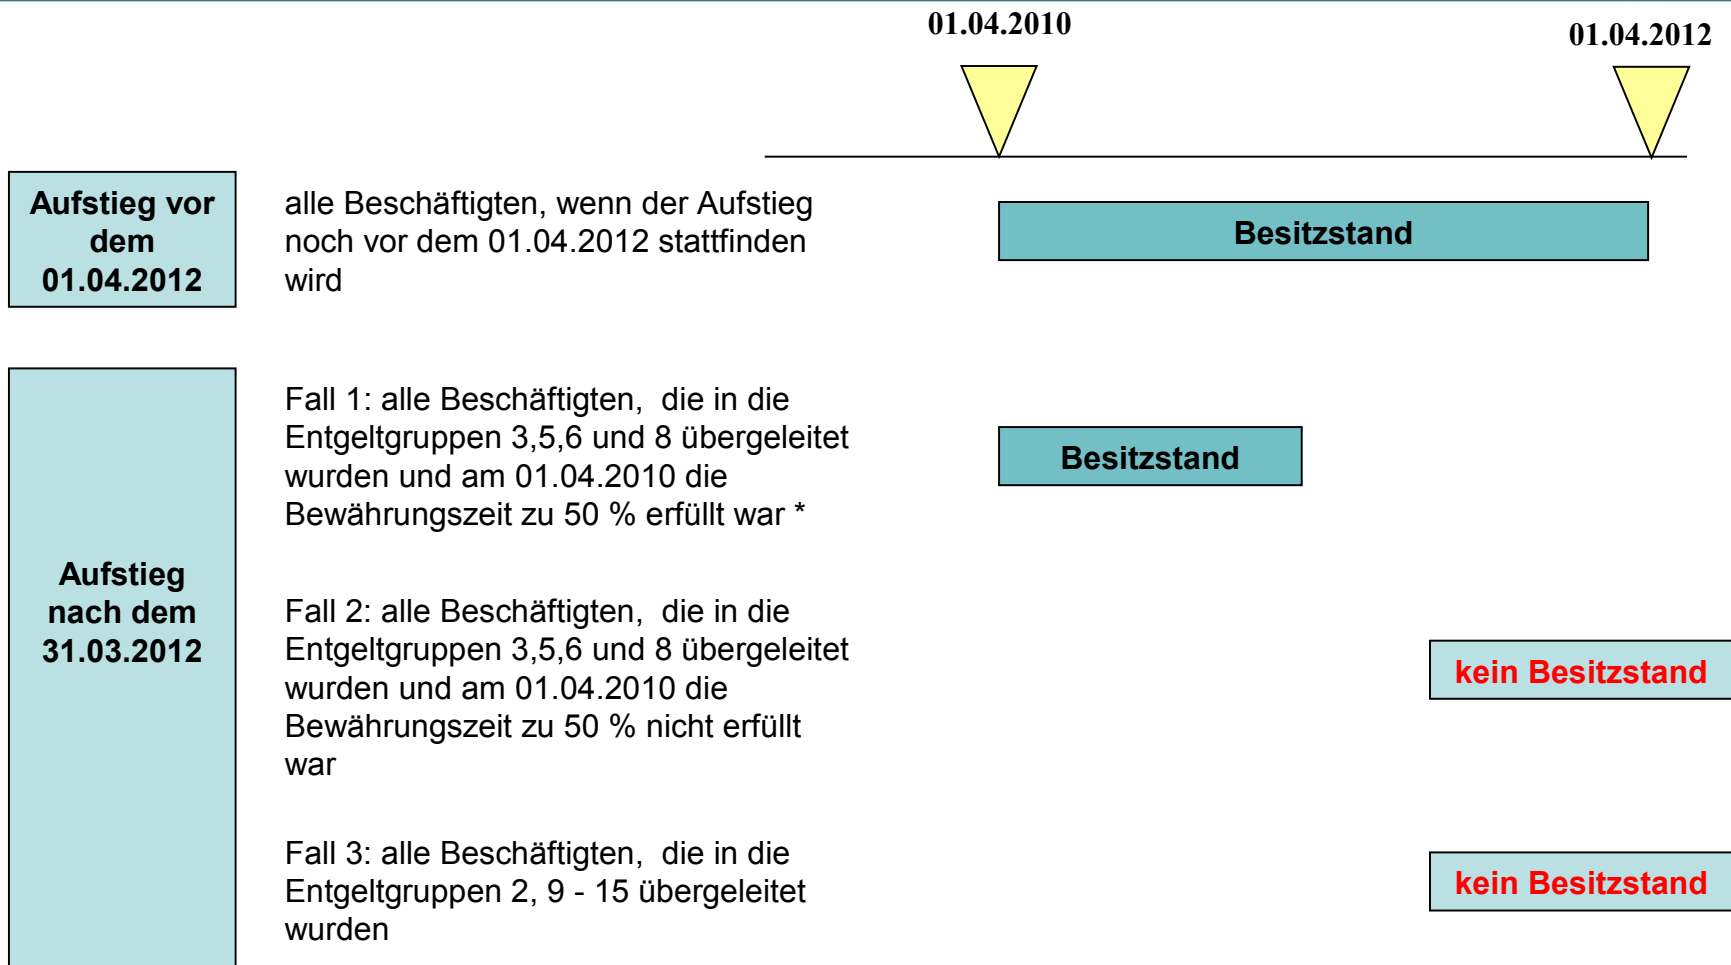 01.04.2010
01.04.2012
Aufstieg vor
dem
01.04.2012
alle Beschäftigten, wenn der Aufstieg
noch vor dem 01.04.2012 stattfinden
wird
Besitzstand
Aufstieg
nach dem
31.03.2012
Fall 1: alle Beschäftigten, die in die
Entgeltgruppen 3,5,6 und 8 übergeleitet
wurden und am 01.04.2010 die
Bewährungszeit zu 50 % erfüllt war *
Besitzstand
Fall 2: alle Beschäftigten, die in die
Entgeltgruppen 3,5,6 und 8 übergeleitet
wurden und am 01.04.2010 die
Bewährungszeit zu 50 % nicht erfüllt
war
kein Besitzstand
Fall 3: alle Beschäftigten, die in die
Entgeltgruppen 2, 9 - 15 übergeleitet
wurden
kein Besitzstand